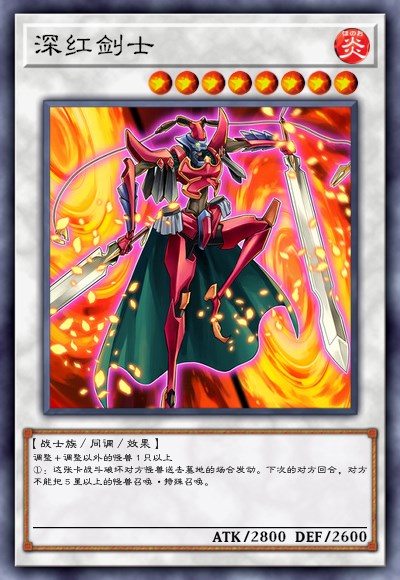 深红剑士
ほのお
炎
【战士族／同调／效果】
调整＋调整以外的怪兽１只以上
①：这张卡战斗破坏对方怪兽送去墓地的场合发动。下次的对方回合，对方
不能把５星以上的怪兽召唤·特殊召唤。
ATK/2800 DEF/2600